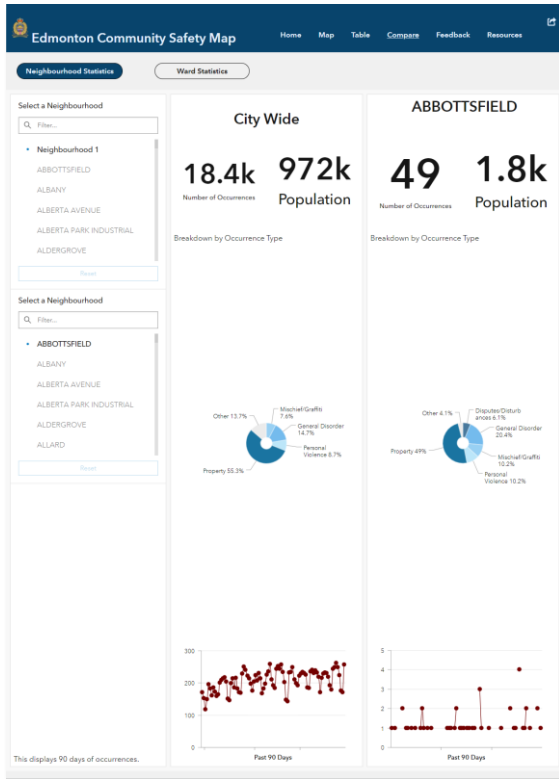 Edmonton Community Safety Map
Home Map Table Compare Feedback Resources
Neighbourhood Statistics
Ward Statistics
Select a Neighbourhood
Filter...
Neighbourhood 1
ABBOTTSFIELD
ALBANY
ALBERTA AVENUE
ALBERTA PARK INDUSTRIAL
ALDERGROVE
Reset
Select a Neighbourhood
Filter...
ABBOTTSFIELD
ALBANY
ALBERTA AVENUE
ALBERTA PARK INDUSTRIAL
ALDERGROVE
ALLARD
Reset
This displays 90 days of occurrences.
City Wide
18.4k
Number of Occurrences
972k
Population
Breakdown by Occurrence Type
Other 13.7%
Mischief/Graffiti
7.6%
General Disorder
14.7%
Personal
Violence 8.7%
Property 55.3%
300
200
100
0
Past 90 Days
ABBOTTSFIELD
49
Number of Occurrences
1.8k
Population
Breakdown by Occurrence Type
Other 4.1%
Disputes/Disturb
ances 6.1%
General Disorder
20.4%
Property 49%
Mischief/Graffiti
10.2%
Personal
Violence 10.2%
5
4
3
2
1
0
Past 90 Days